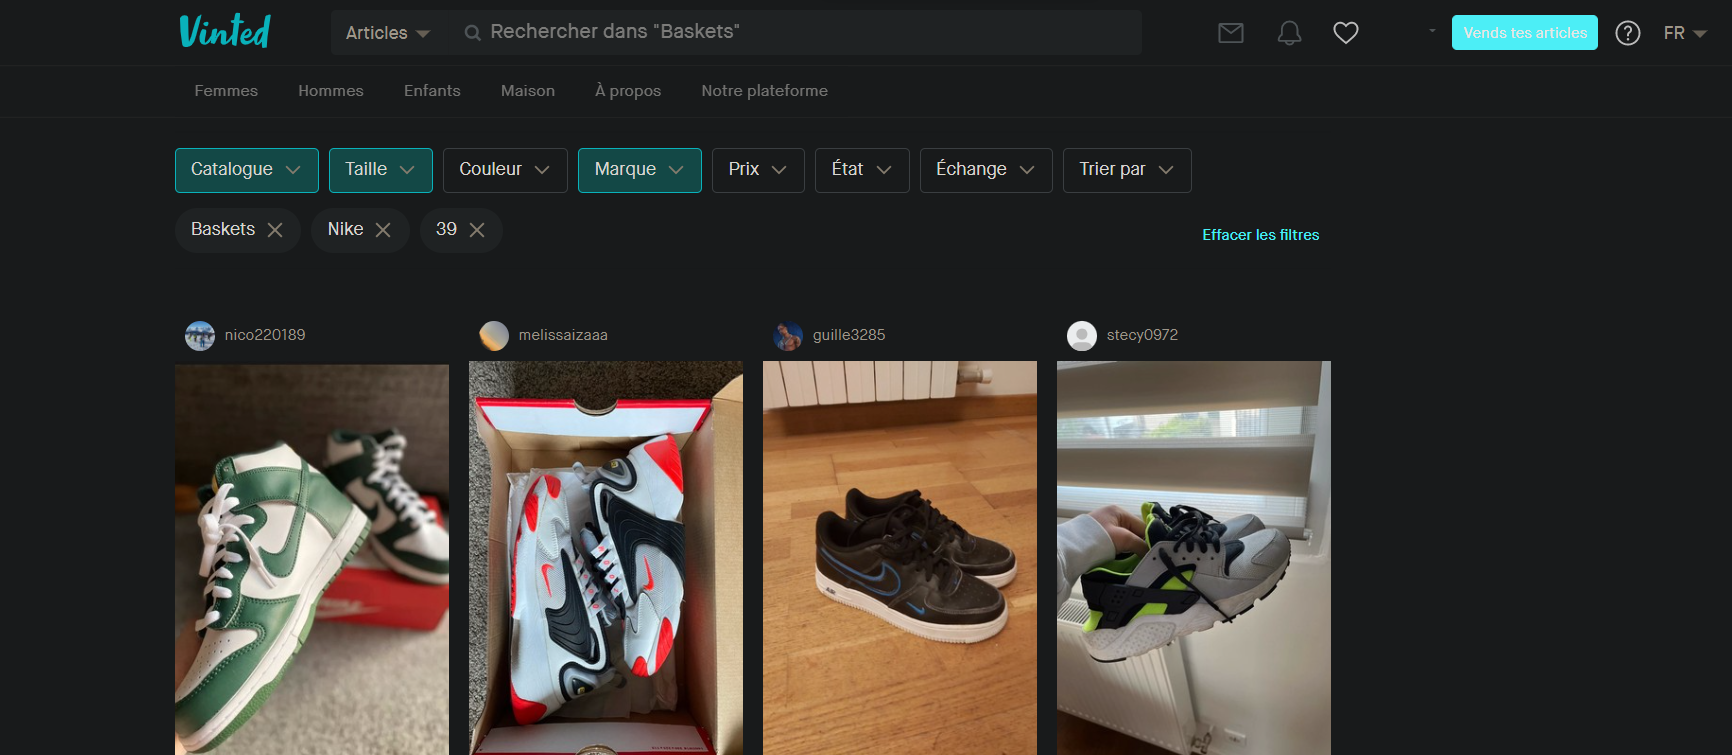 Vinted
Articles
Rechercher dans "Baskets"
Vends tes articles
?
FR
Femmes
Hommes
Enfants
Maison
À propos
Notre plateforme
Catalogue
Taille
Couleur
Marque
Prix
État
Échange
Trier par
Baskets
Nike
39
Effacer les filtres
nico220189
melissaizaaa
guille3285
stecy0972